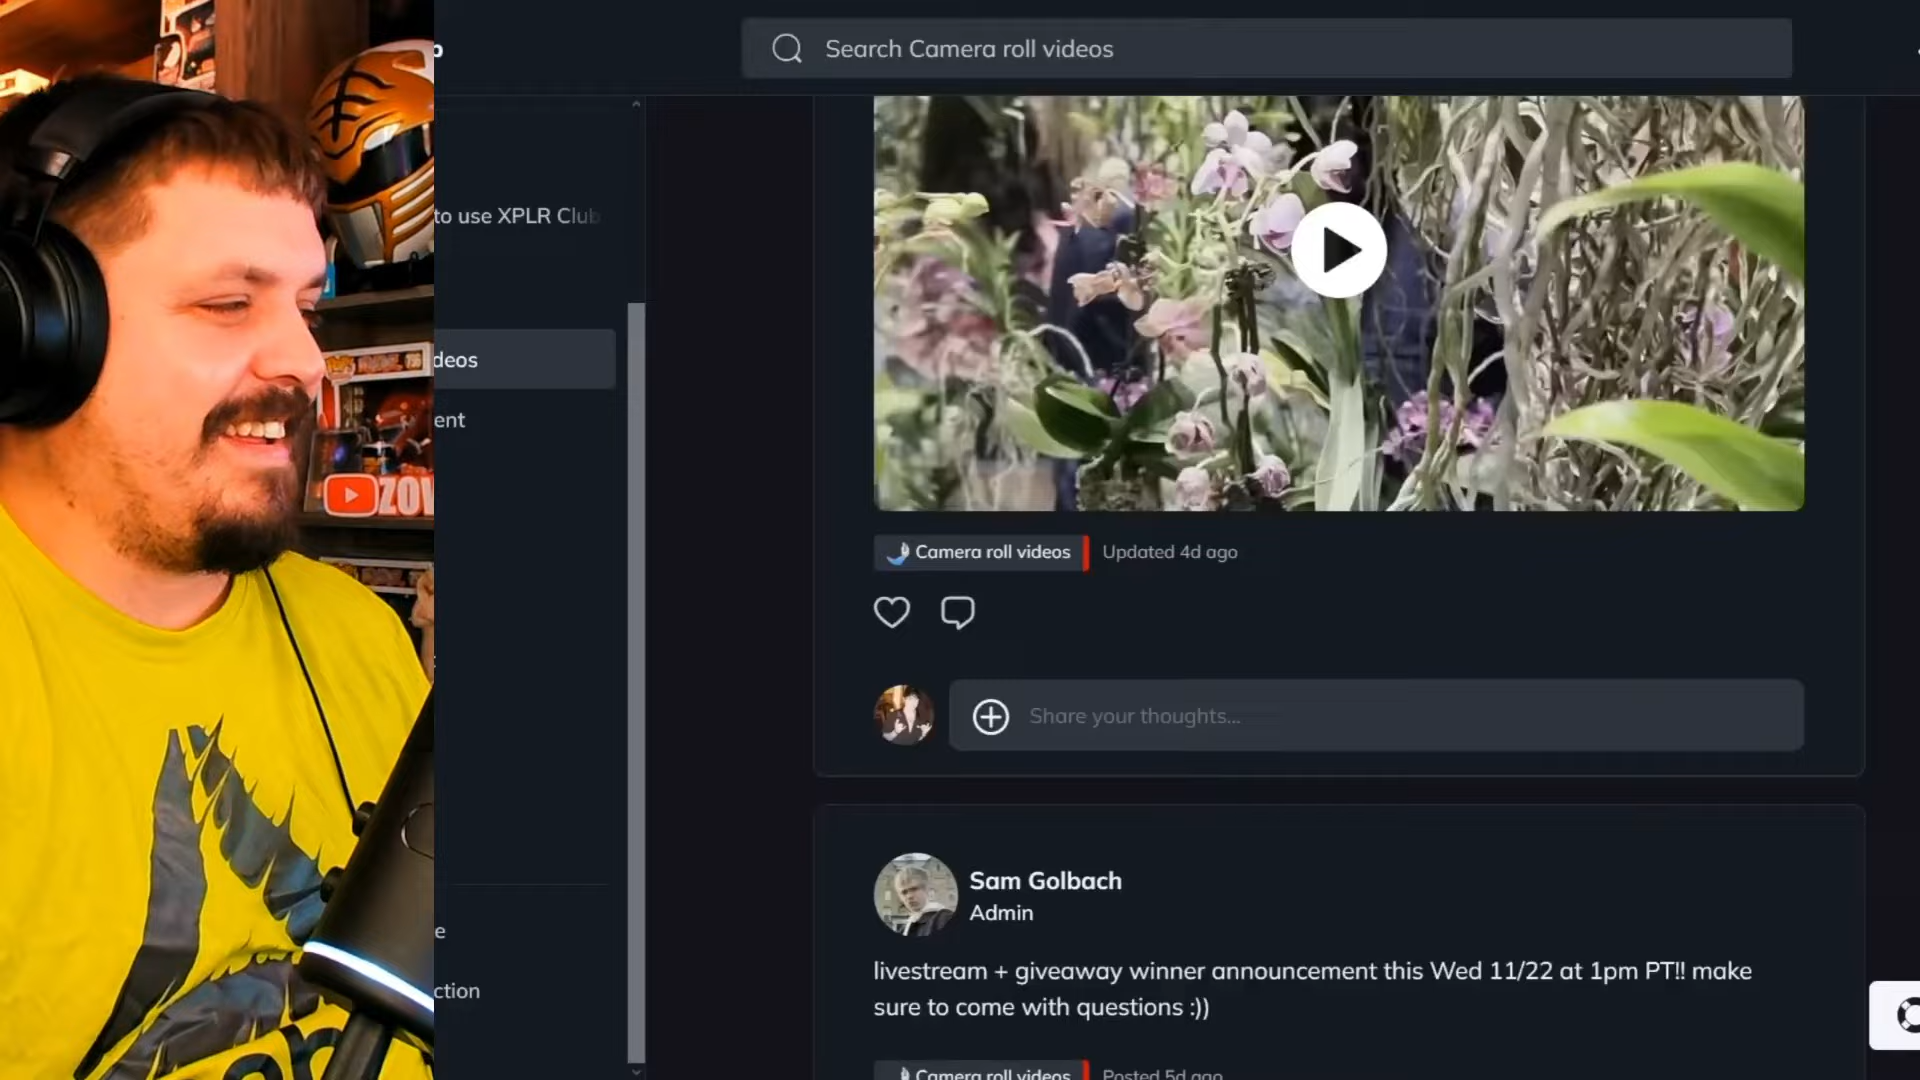 Search Camera roll videos
to use XPLR Club
deos
ent
Camera roll videos
Updated 4d ago
Share your thoughts...
Sam Golbach
Admin
livestream + giveaway winner announcement this Wed 11/22 at 1pm PT!! make
sure to come with questions :))
e
ction
Camera roll videos
Posted 5d ago
ZOV